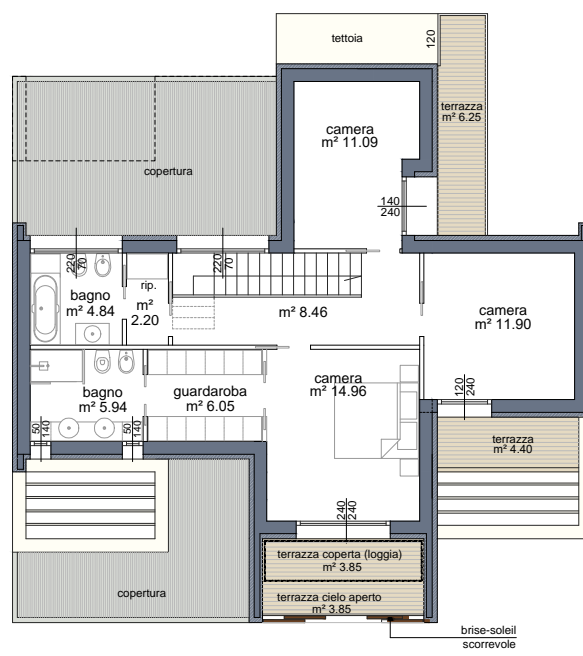 tettoia
120
terrazza
m² 6.25
camera
m² 11.09
copertura
140
240
220
70
220
70
rip.
m²
2.20
bagno
m² 4.84
m² 8.46
camera
m² 11.90
bagno
m² 5.94
guardaroba
m² 6.05
camera
m² 14.96
120
240
50
140
50
140
terrazza
m² 4.40
240
240
terrazza coperta (loggia)
m² 3.85
copertura
terrazza cielo aperto
m² 3.85
brise-soleil
scorrevole